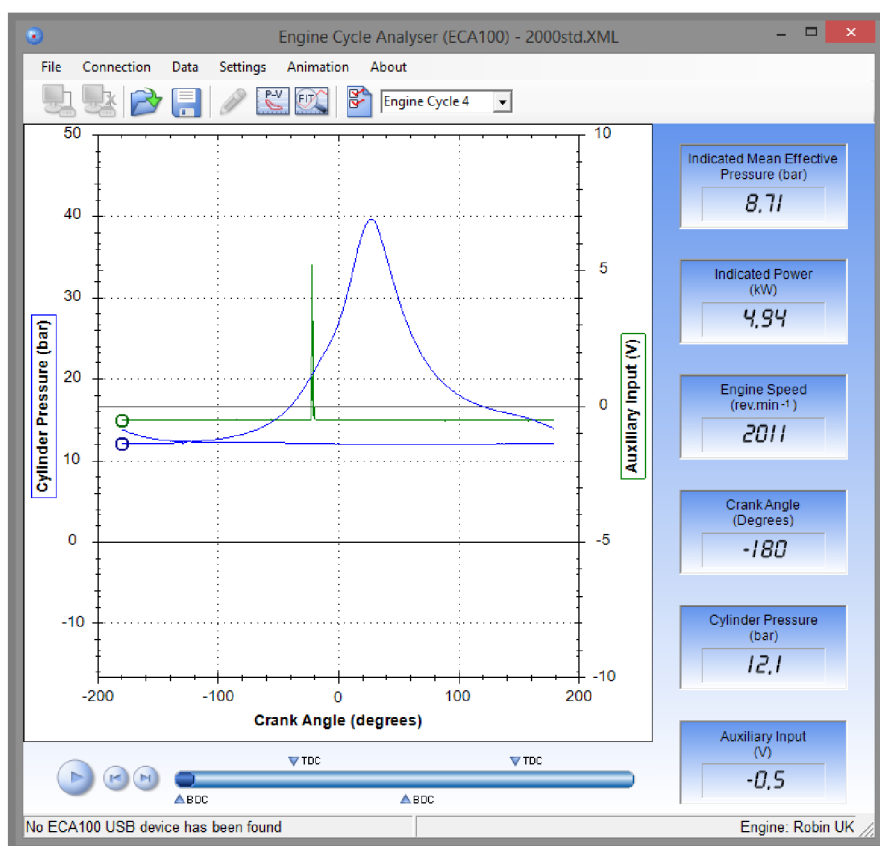 Engine Cycle Analyser (ECA100) - 2000std.XML
File Connection Data Settings Animation About
P-V
FIT
Engine Cycle 4
50
40
30
20
10
0
-10
Cylinder Pressure (bar)
10
5
0
-5
-10
Auxiliary Input (V)
-200 -100 0 100 200
Crank Angle (degrees)
Indicated Mean Effective
Pressure (bar)
8.71
Indicated Power
(kW)
4.94
Engine Speed
(rev.min-1)
2011
Crank Angle
(Degrees)
-180
Cylinder Pressure
(bar)
12.1
Auxiliary Input
(V)
-0.5
TDC TDC
BDC BDC
No ECA100 USB device has been found
Engine: Robin UK